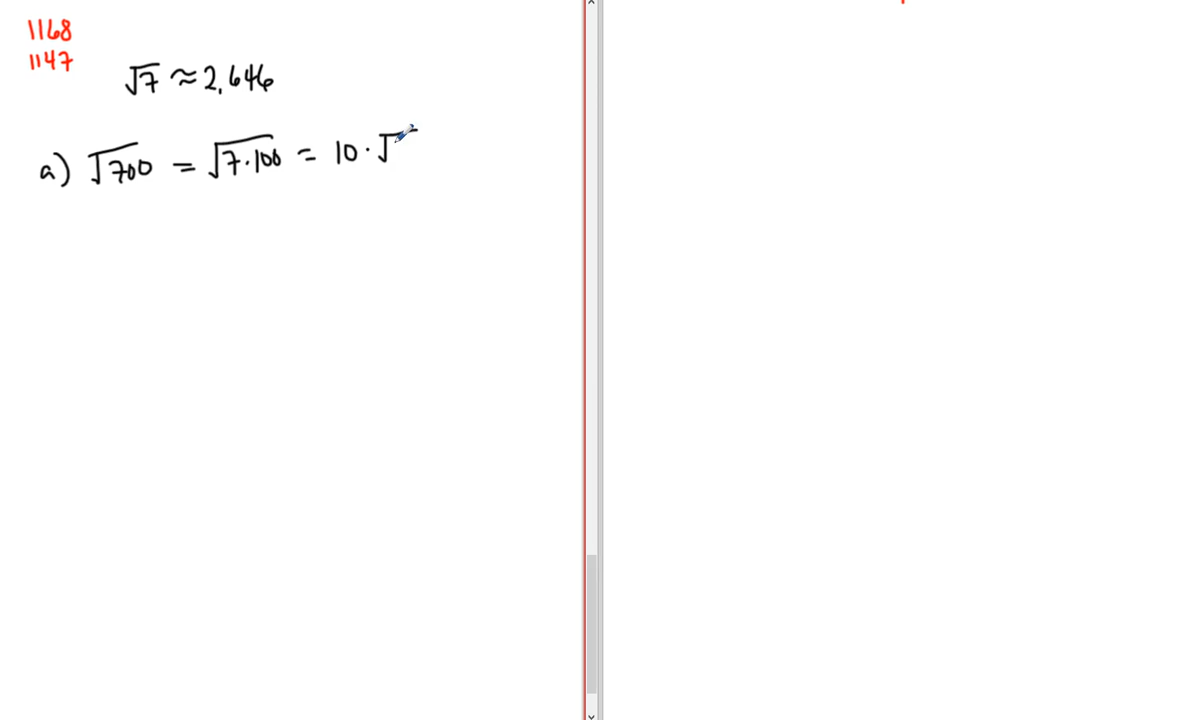 1168
1147
√7 ≈ 2.646
a) √700 = √7·100 = 10·√